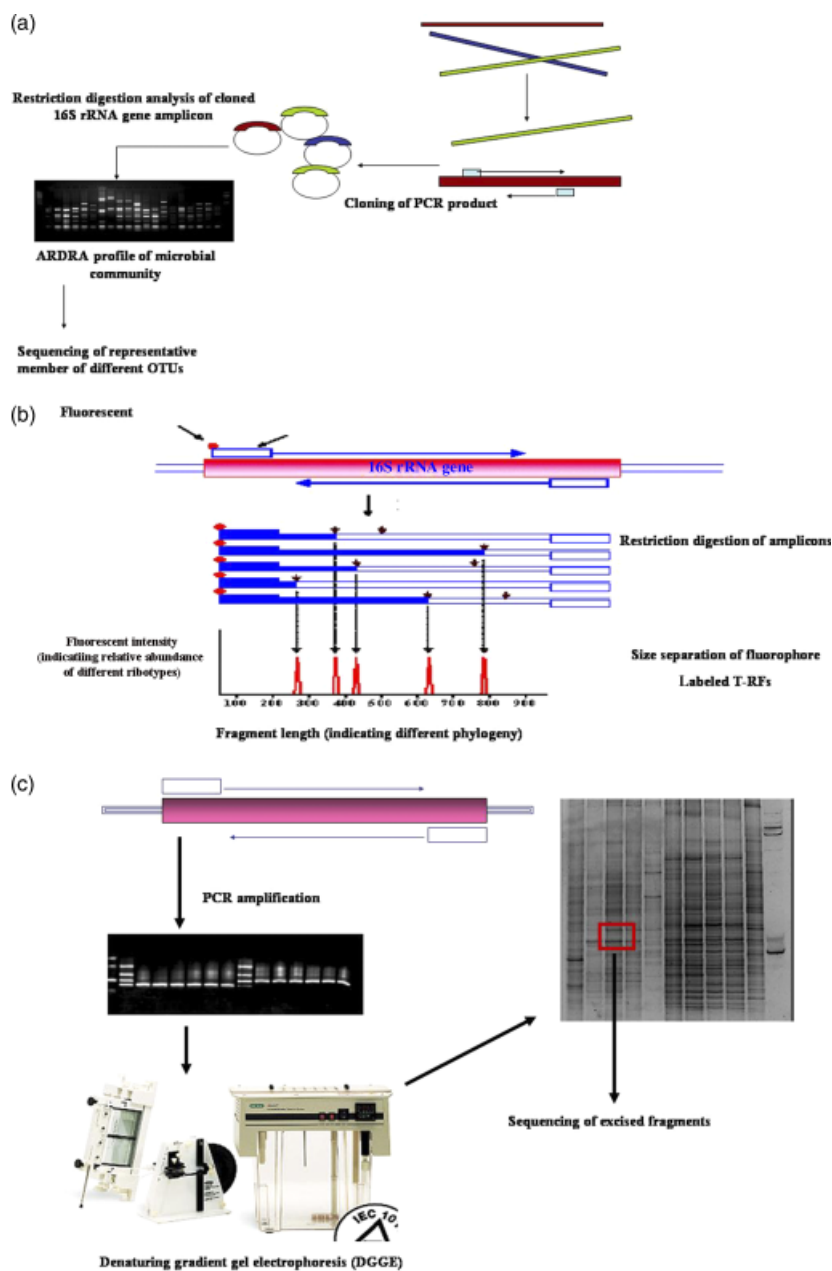 (a)
Restriction digestion analysis of cloned
16S rRNA gene amplicon
Cloning of PCR product
ARDRA profile of microbial
community
Sequencing of representative
member of different OTUs
(b)
Fluorescent
16S rRNA gene
Restriction digestion of amplicons
Fluorescent intensity
(indicatiing relative abundance
of different ribotypes)
Size separation of fluorophore
Labeled T-RFs
100 200 300 400 500 600 700 800 900
Fragment length (indicating different phylogeny)
(c)
PCR amplification
Sequencing of excised fragments
IEC 10
Denaturing gradient gel electrophoresis (DGGE)